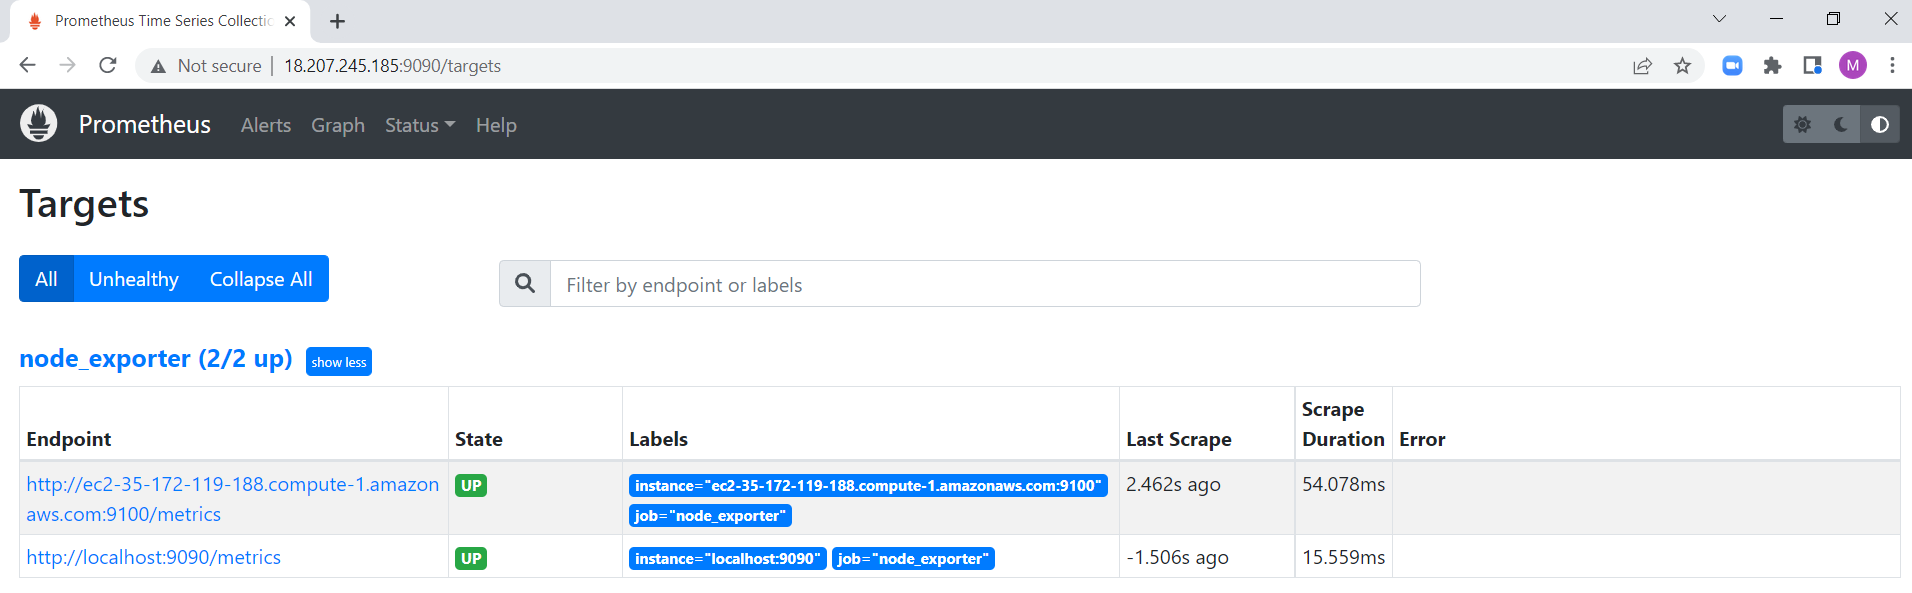 Prometheus Time Series Collectio
Not secure | 18.207.245.185:9090/targets
M
Prometheus Alerts Graph Status Help
Targets
All Unhealthy Collapse All
Filter by endpoint or labels
node_exporter (2/2 up) show less
Endpoint State Labels Last Scrape Scrape Duration Error
http://ec2-35-172-119-188.compute-1.amazon UP instance="ec2-35-172-119-188.compute-1.amazonaws.com:9100" 2.462s ago 54.078ms
aws.com:9100/metrics job="node_exporter"
http://localhost:9090/metrics UP instance="localhost:9090" job="node_exporter" -1.506s ago 15.559ms